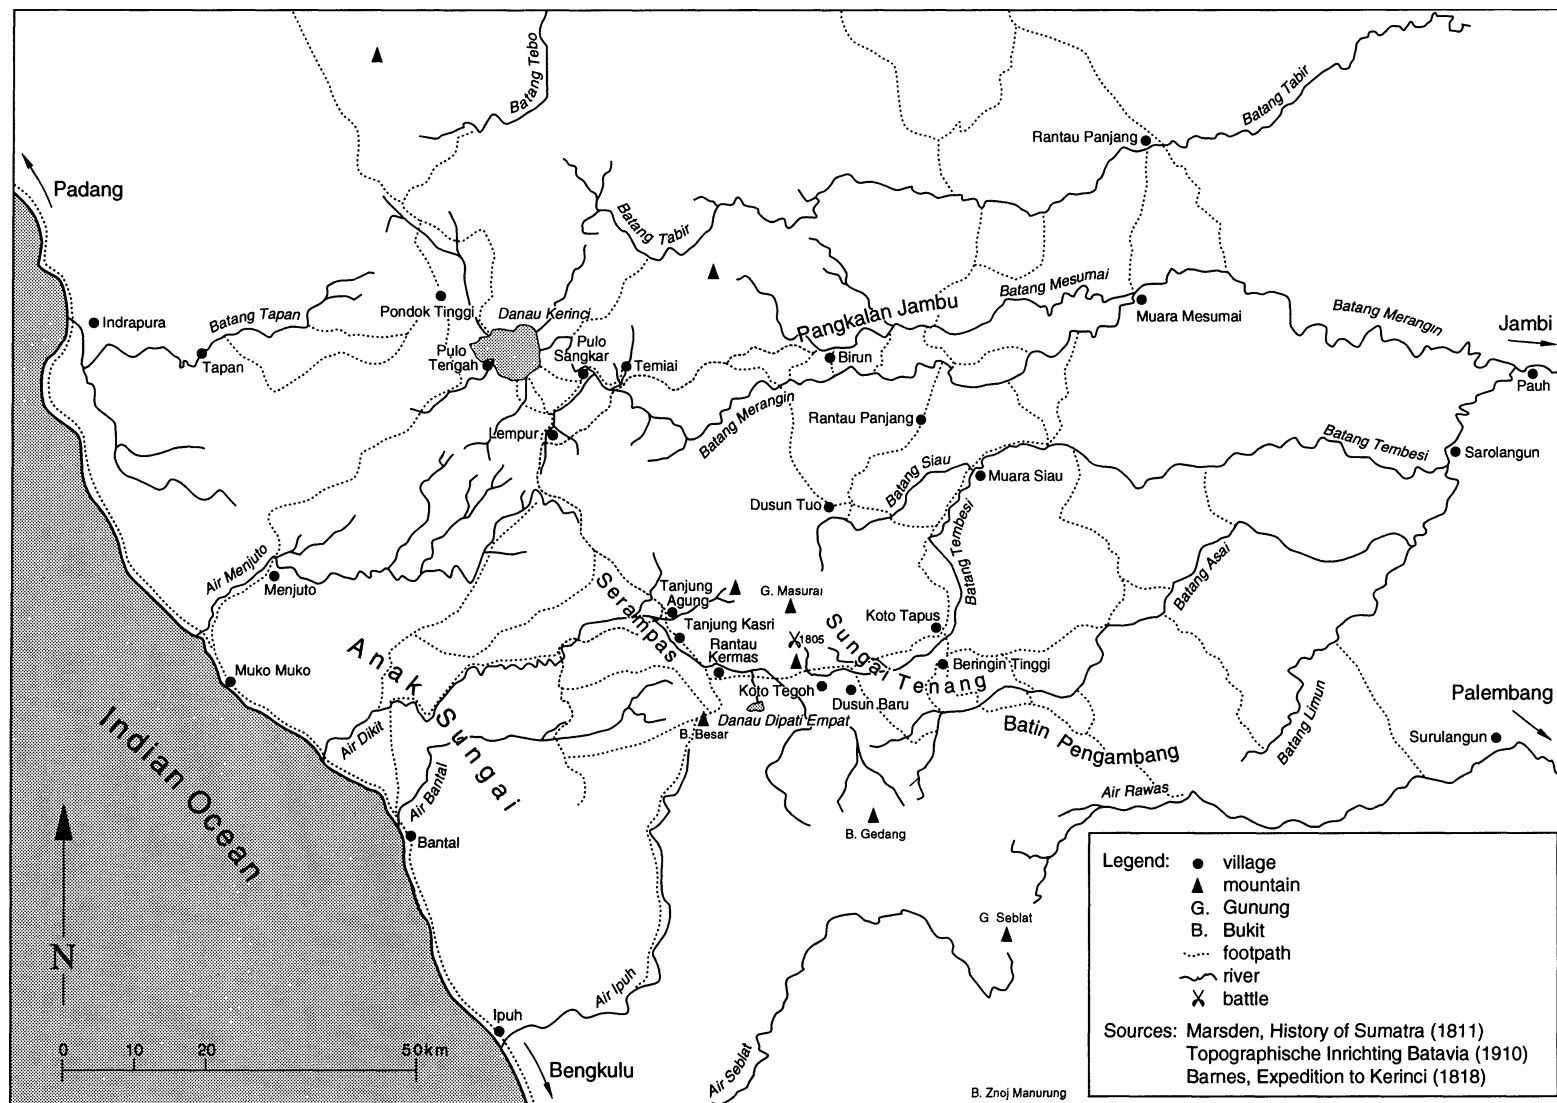 Batang Tebo
Batang Tabir
Rantau Panjang
Padang
Batang Tabir
Indrapura
Batang Tapan
Tapan
Pondok Tinggi
Danau Kerinci
Pulo
Tengah
Pulo
Sangkar
Temiai
Pangkalan Jambu
Birun
Batang Mesumai
Muara Mesumai
Batang Merangin
Jambi
Pauh
Batang Merangin
Rantau Panjang
Lempur
Batang Siau
Muara Siau
Batang Tembesi
Sarolangun
Dusun Tuo
Batang Tembesi
Air Menjuto
Menjuto
Serampas
Tanjung
Agung
Tanjung Kasri
Rantau
Kermas
G. Masurai
1805
Sungai Tenang
Koto Tapus
Batang Asai
Beringin Tinggi
Koto Tegoh
Dusun Baru
Danau Dipati Empat
B. Besar
Muko Muko
Anak Sungai
Air Dikit
Air Bantal
Bantal
Indian Ocean
Batin Pengambang
Batang Limun
Palembang
Surulangun
Air Rawas
B. Gedang
G Seblat
Air Ipuh
Ipuh
Bengkulu
Air Seblat
N
0 10 20 50km
B. Znoj Manurung
Legend:
village
mountain
G. Gunung
B. Bukit
footpath
river
battle
Sources: Marsden, History of Sumatra (1811)
Topographische Inrichting Batavia (1910)
Barnes, Expedition to Kerinci (1818)